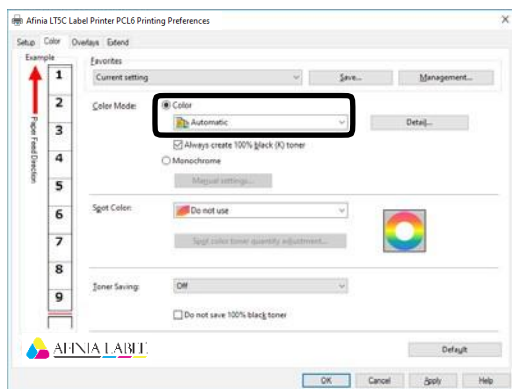 Afinia LT5C Label Printer PCL6 Printing Preferences
Setup Color Overlays Extend
Example
Paper Feed Direction
1
2
3
4
5
6
7
8
9
Favorites
Current setting
Save...
Management...
Color Mode:
Color
Automatic
Detail...
Always create 100% black (K) toner
Monochrome
Manual settings...
Spot Color:
Do not use
Spot color toner quantity adjustment...
Toner Saving:
Off
Do not save 100% black toner
AFINIA LABEL
Default
OK Cancel Apply Help